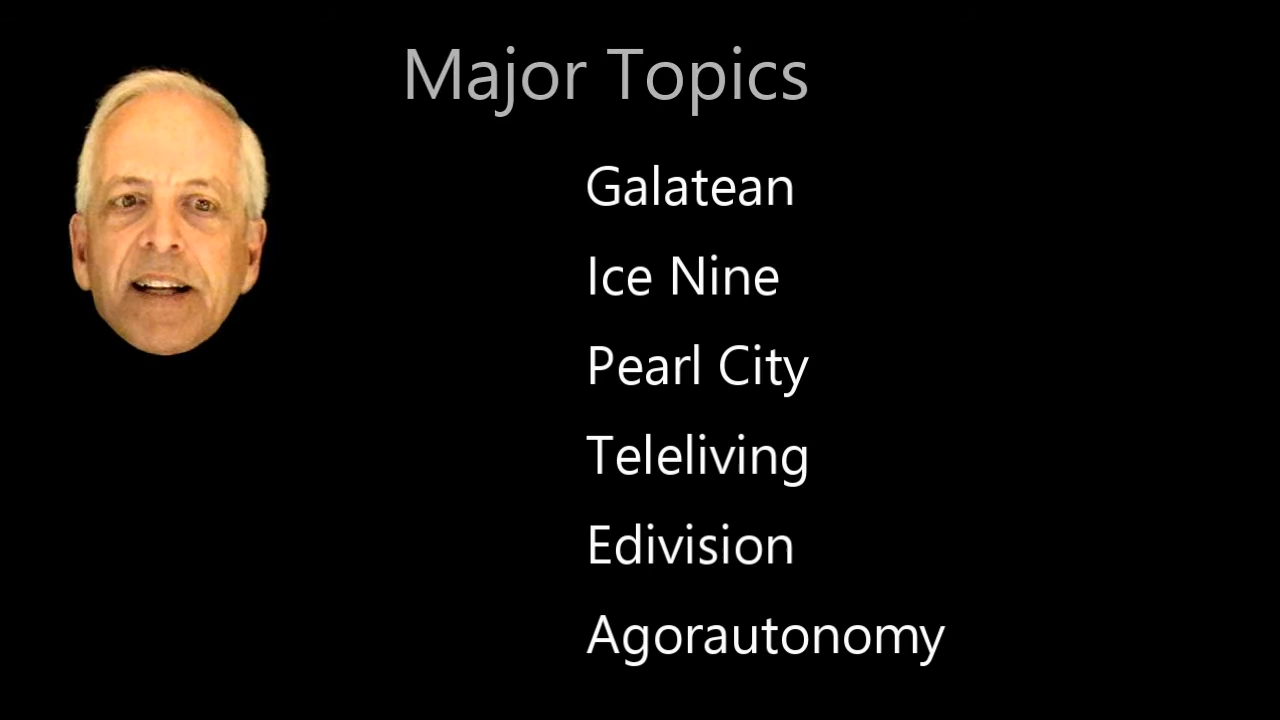 Major Topics
Galatean
Ice Nine
Pearl City
Teleliving
Edivision
Agorautonomy